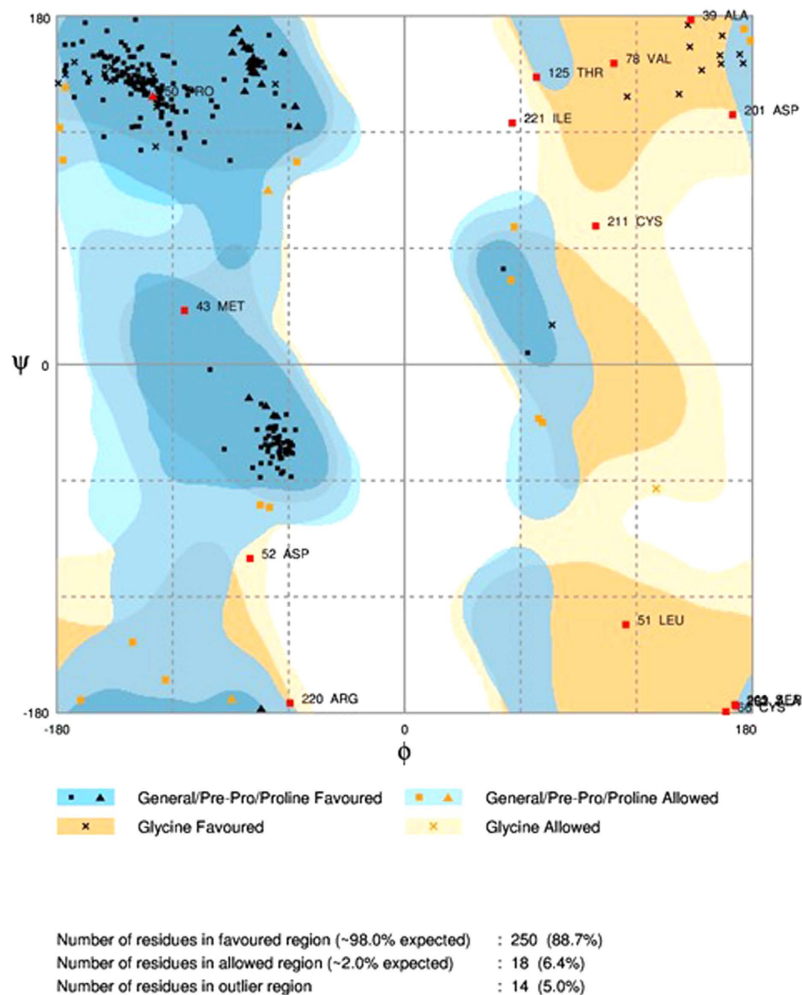 180
39 ALA
78 VAL
125 THR
50 PRO
201 ASP
221 ILE
211 CYS
43 MET
Ψ
0
52 ASP
51 LEU
220 ARG
CYS
-180
-180
0
180
ϕ
General/Pre-Pro/Proline Favoured
General/Pre-Pro/Proline Allowed
Glycine Favoured
Glycine Allowed
Number of residues in favoured region (~98.0% expected) : 250 (88.7%)
Number of residues in allowed region (~2.0% expected) : 18 (6.4%)
Number of residues in outlier region : 14 (5.0%)